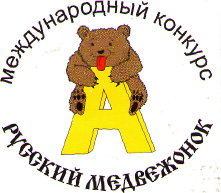 международный конкурс
А
РУССКИЙ МЕДВЕЖОНОК